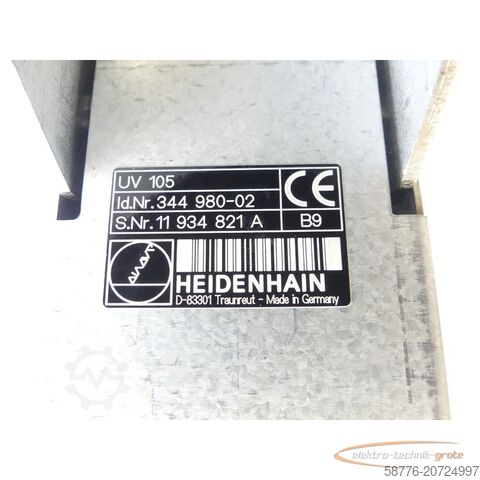 UV 105
Id.Nr. 344 980-02
S.Nr. 11 934 821 A B9
CE
HEIDENHAIN
D-83301 Traunreut - Made in Germany
elektro-technik-grote
58776-20724997